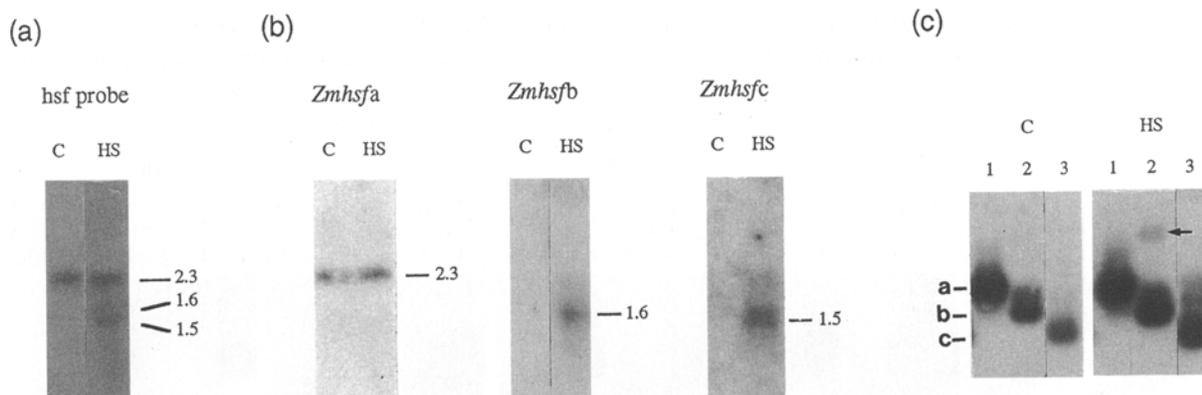 (a)
hsf probe
C HS
2.3
1.6
1.5
(b)
Zmhsfa
C HS
2.3
Zmhsfb
C HS
1.6
Zmhsfc
C HS
1.5
(c)
C HS
1 2 3 1 2 3
a
b
c